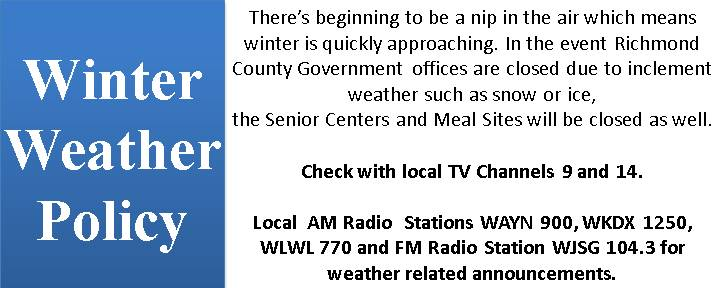 Winter
Weather
Policy
There's beginning to be a nip in the air which means
winter is quickly approaching. In the event Richmond
County Government offices are closed due to inclement
weather such as snow or ice,
the Senior Centers and Meal Sites will be closed as well.
Check with local TV Channels 9 and 14.
Local AM Radio Stations WAYN 900, WKDX 1250,
WLWL 770 and FM Radio Station WJSG 104.3 for
weather related announcements.